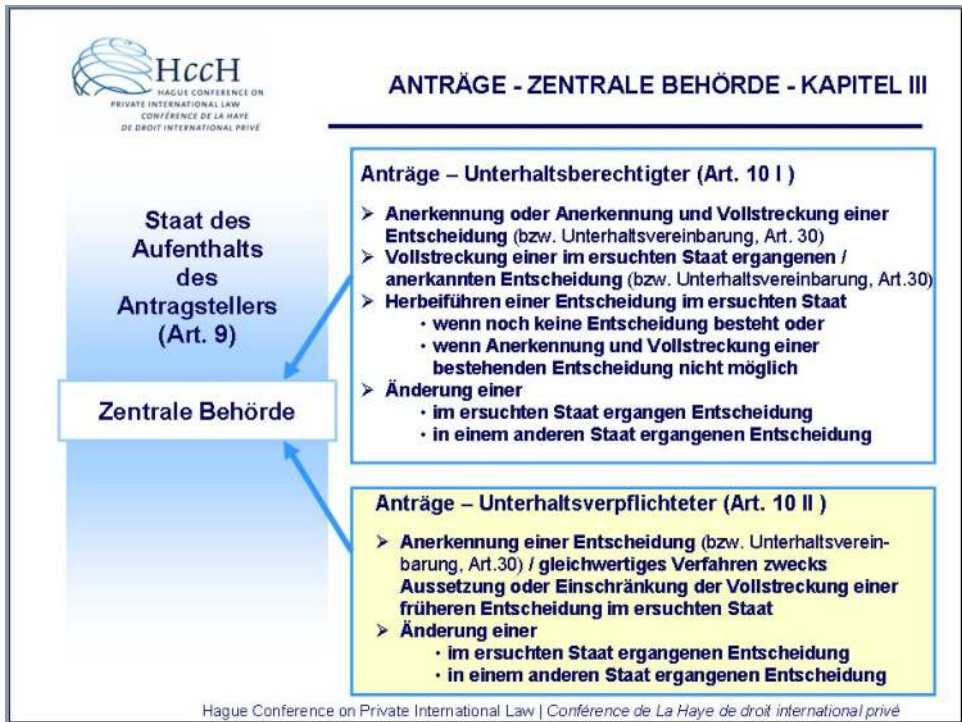 HccH
HAGUE CONFERENCE ON
PRIVATE INTERNATIONAL LAW
CONFÉRENCE DE LA HAYE
DE DROIT INTERNATIONAL PRIVÉ
ANTRÄGE - ZENTRALE BEHÖRDE - KAPITEL III
Staat des
Aufenthalts
des
Antragstellers
(Art. 9)
Zentrale Behörde
Anträge – Unterhaltsberechtigter (Art. 10 I )
➢ Anerkennung oder Anerkennung und Vollstreckung einer
Entscheidung (bzw. Unterhaltsvereinbarung, Art. 30)
➢ Vollstreckung einer im ersuchten Staat ergangenen /
anerkannten Entscheidung (bzw. Unterhaltsvereinbarung, Art.30)
➢ Herbeiführen einer Entscheidung im ersuchten Staat
· wenn noch keine Entscheidung besteht oder
· wenn Anerkennung und Vollstreckung einer
bestehenden Entscheidung nicht möglich
➢ Änderung einer
· im ersuchten Staat ergangen Entscheidung
· in einem anderen Staat ergangenen Entscheidung
Anträge – Unterhaltsverpflichteter (Art. 10 II )
➢ Anerkennung einer Entscheidung (bzw. Unterhaltsverein-
barung, Art.30) / gleichwertiges Verfahren zwecks
Aussetzung oder Einschränkung der Vollstreckung einer
früheren Entscheidung im ersuchten Staat
➢ Änderung einer
· im ersuchten Staat ergangenen Entscheidung
· in einem anderen Staat ergangenen Entscheidung
Hague Conference on Private International Law | Conférence de La Haye de droit international privé